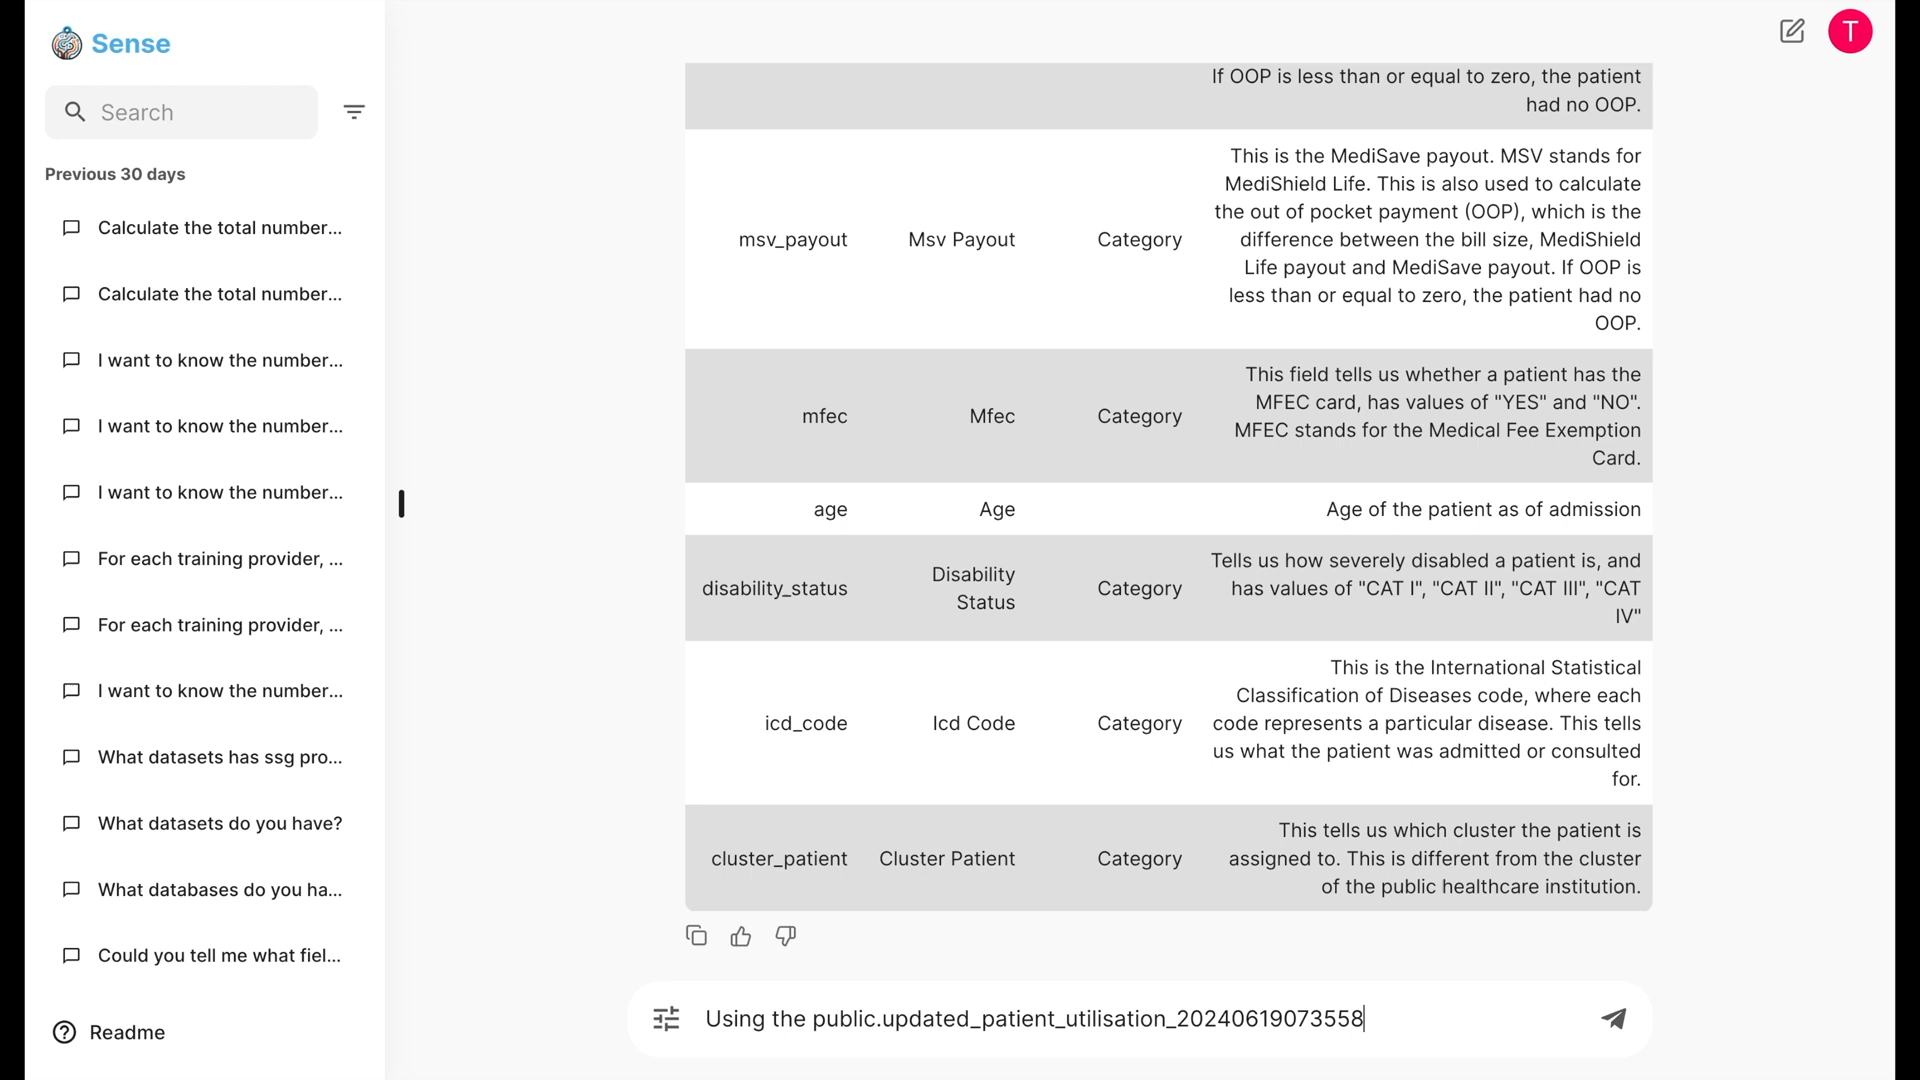 Sense
T
Search
Previous 30 days
Calculate the total number...
Calculate the total number...
I want to know the number...
I want to know the number...
I want to know the number...
For each training provider, ...
For each training provider, ...
I want to know the number...
What datasets has ssg pro...
What datasets do you have?
What databases do you ha...
Could you tell me what fiel...
Readme
If OOP is less than or equal to zero, the patient
had no OOP.
msv_payout
Msv Payout
Category
This is the MediSave payout. MSV stands for
MediShield Life. This is also used to calculate
the out of pocket payment (OOP), which is the
difference between the bill size, MediShield
Life payout and MediSave payout. If OOP is
less than or equal to zero, the patient had no
OOP.
mfec
Mfec
Category
This field tells us whether a patient has the
MFEC card, has values of "YES" and "NO".
MFEC stands for the Medical Fee Exemption
Card.
age
Age
Age of the patient as of admission
disability_status
Disability
Status
Category
Tells us how severely disabled a patient is, and
has values of "CAT I", "CAT II", "CAT III", "CAT
IV"
icd_code
Icd Code
Category
This is the International Statistical
Classification of Diseases code, where each
code represents a particular disease. This tells
us what the patient was admitted or consulted
for.
cluster_patient
Cluster Patient
Category
This tells us which cluster the patient is
assigned to. This is different from the cluster
of the public healthcare institution.
Using the public.updated_patient_utilisation_20240619073558